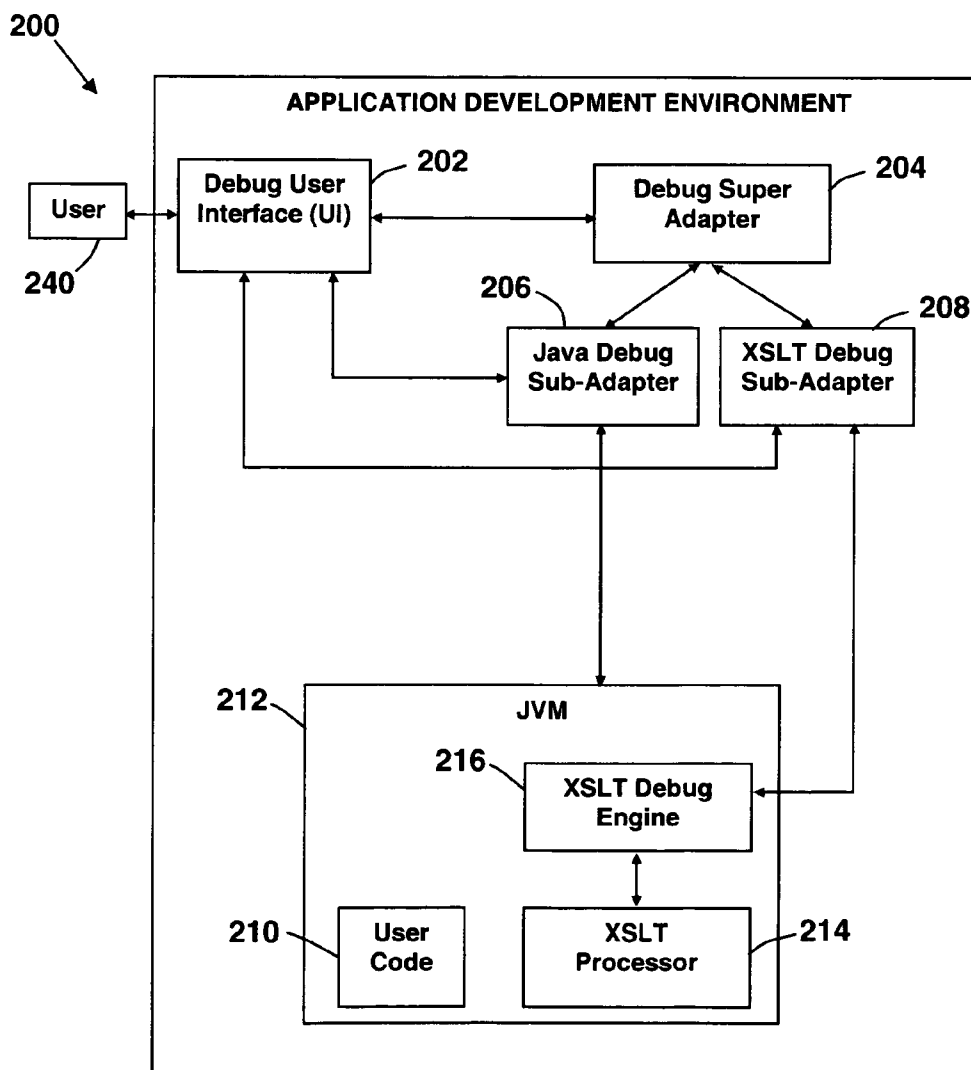 200
APPLICATION DEVELOPMENT ENVIRONMENT
202
204
Debug User
Interface (UI)
Debug Super
Adapter
User
240
206
208
Java Debug
Sub-Adapter
XSLT Debug
Sub-Adapter
212
JVM
216
XSLT Debug
Engine
210
User
Code
XSLT
Processor
214